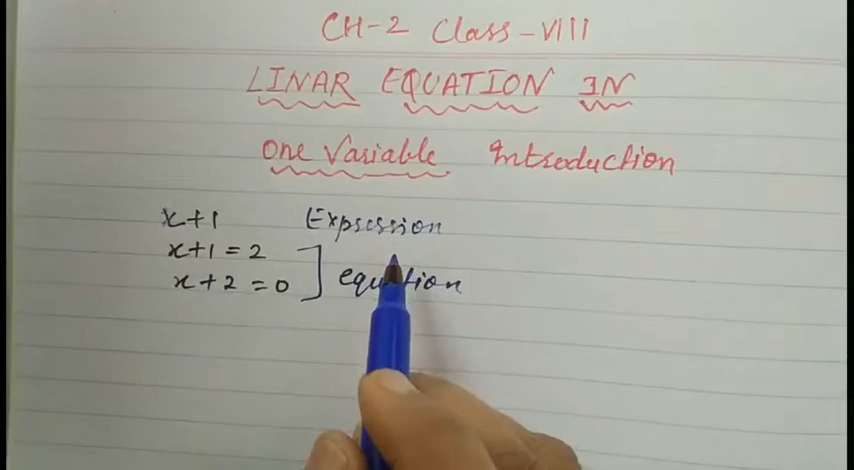 CH-2 Class-VIII
LINAR EQUATION IN
One Variable Introduction
x+1 Expression
x+1=2
x+2=0 ] equation